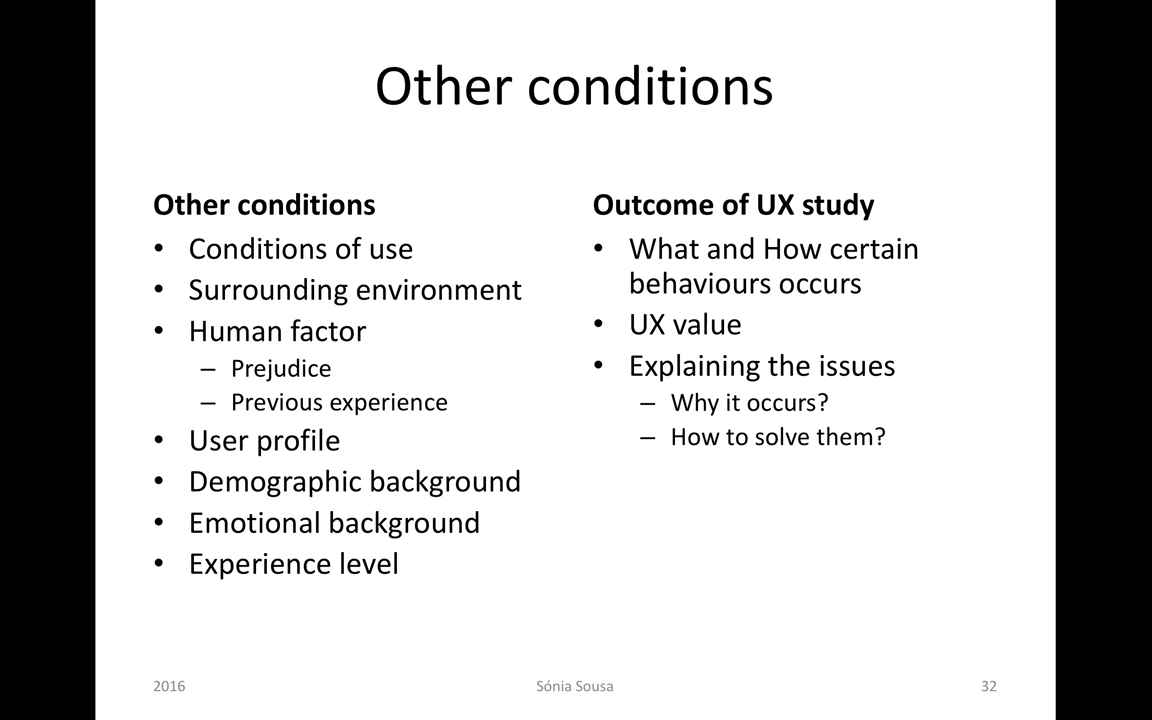 Other conditions
Other conditions
• Conditions of use
• Surrounding environment
• Human factor
– Prejudice
– Previous experience
• User profile
• Demographic background
• Emotional background
• Experience level
Outcome of UX study
• What and How certain
behaviours occurs
• UX value
• Explaining the issues
– Why it occurs?
– How to solve them?
2016
Sónia Sousa
32